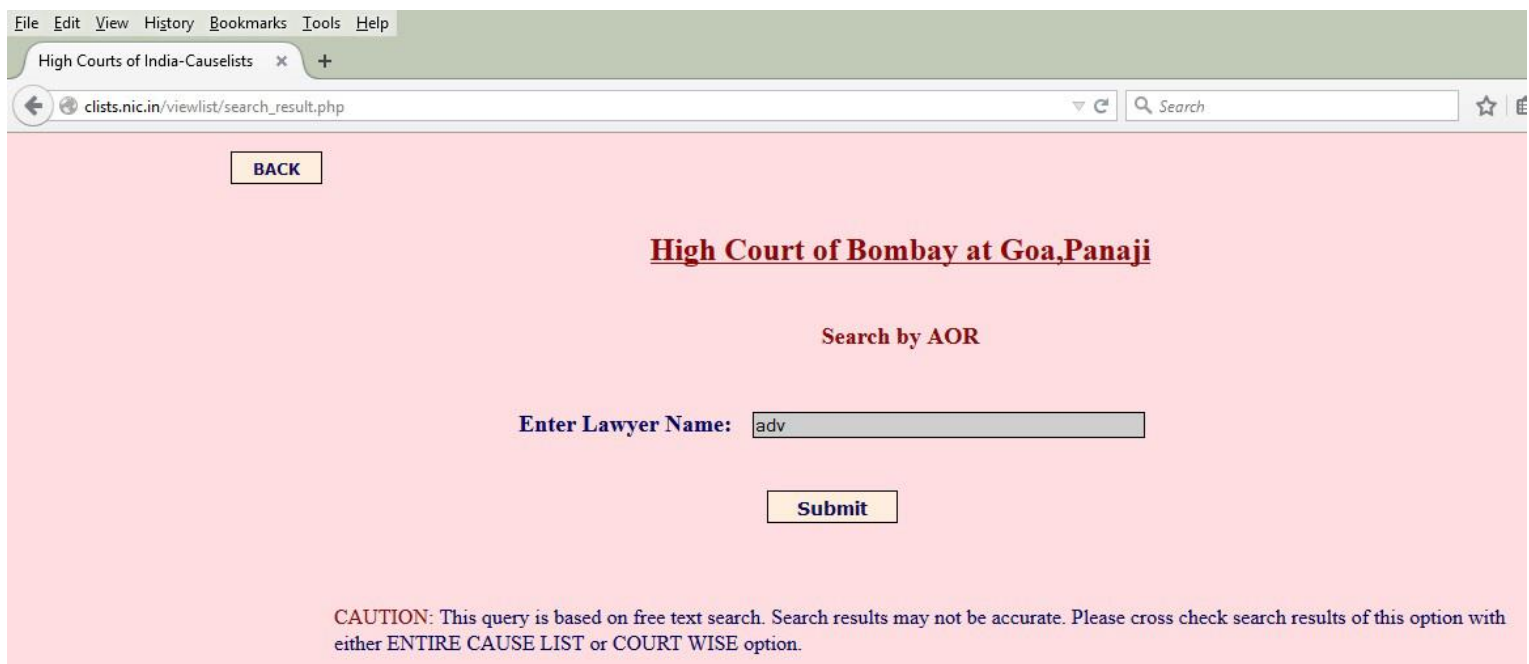 File Edit View History Bookmarks Tools Help
High Courts of India-Causelists × +
clists.nic.in/viewlist/search_result.php Search
BACK
High Court of Bombay at Goa,Panaji
Search by AOR
Enter Lawyer Name: adv
Submit
CAUTION: This query is based on free text search. Search results may not be accurate. Please cross check search results of this option with
either ENTIRE CAUSE LIST or COURT WISE option.